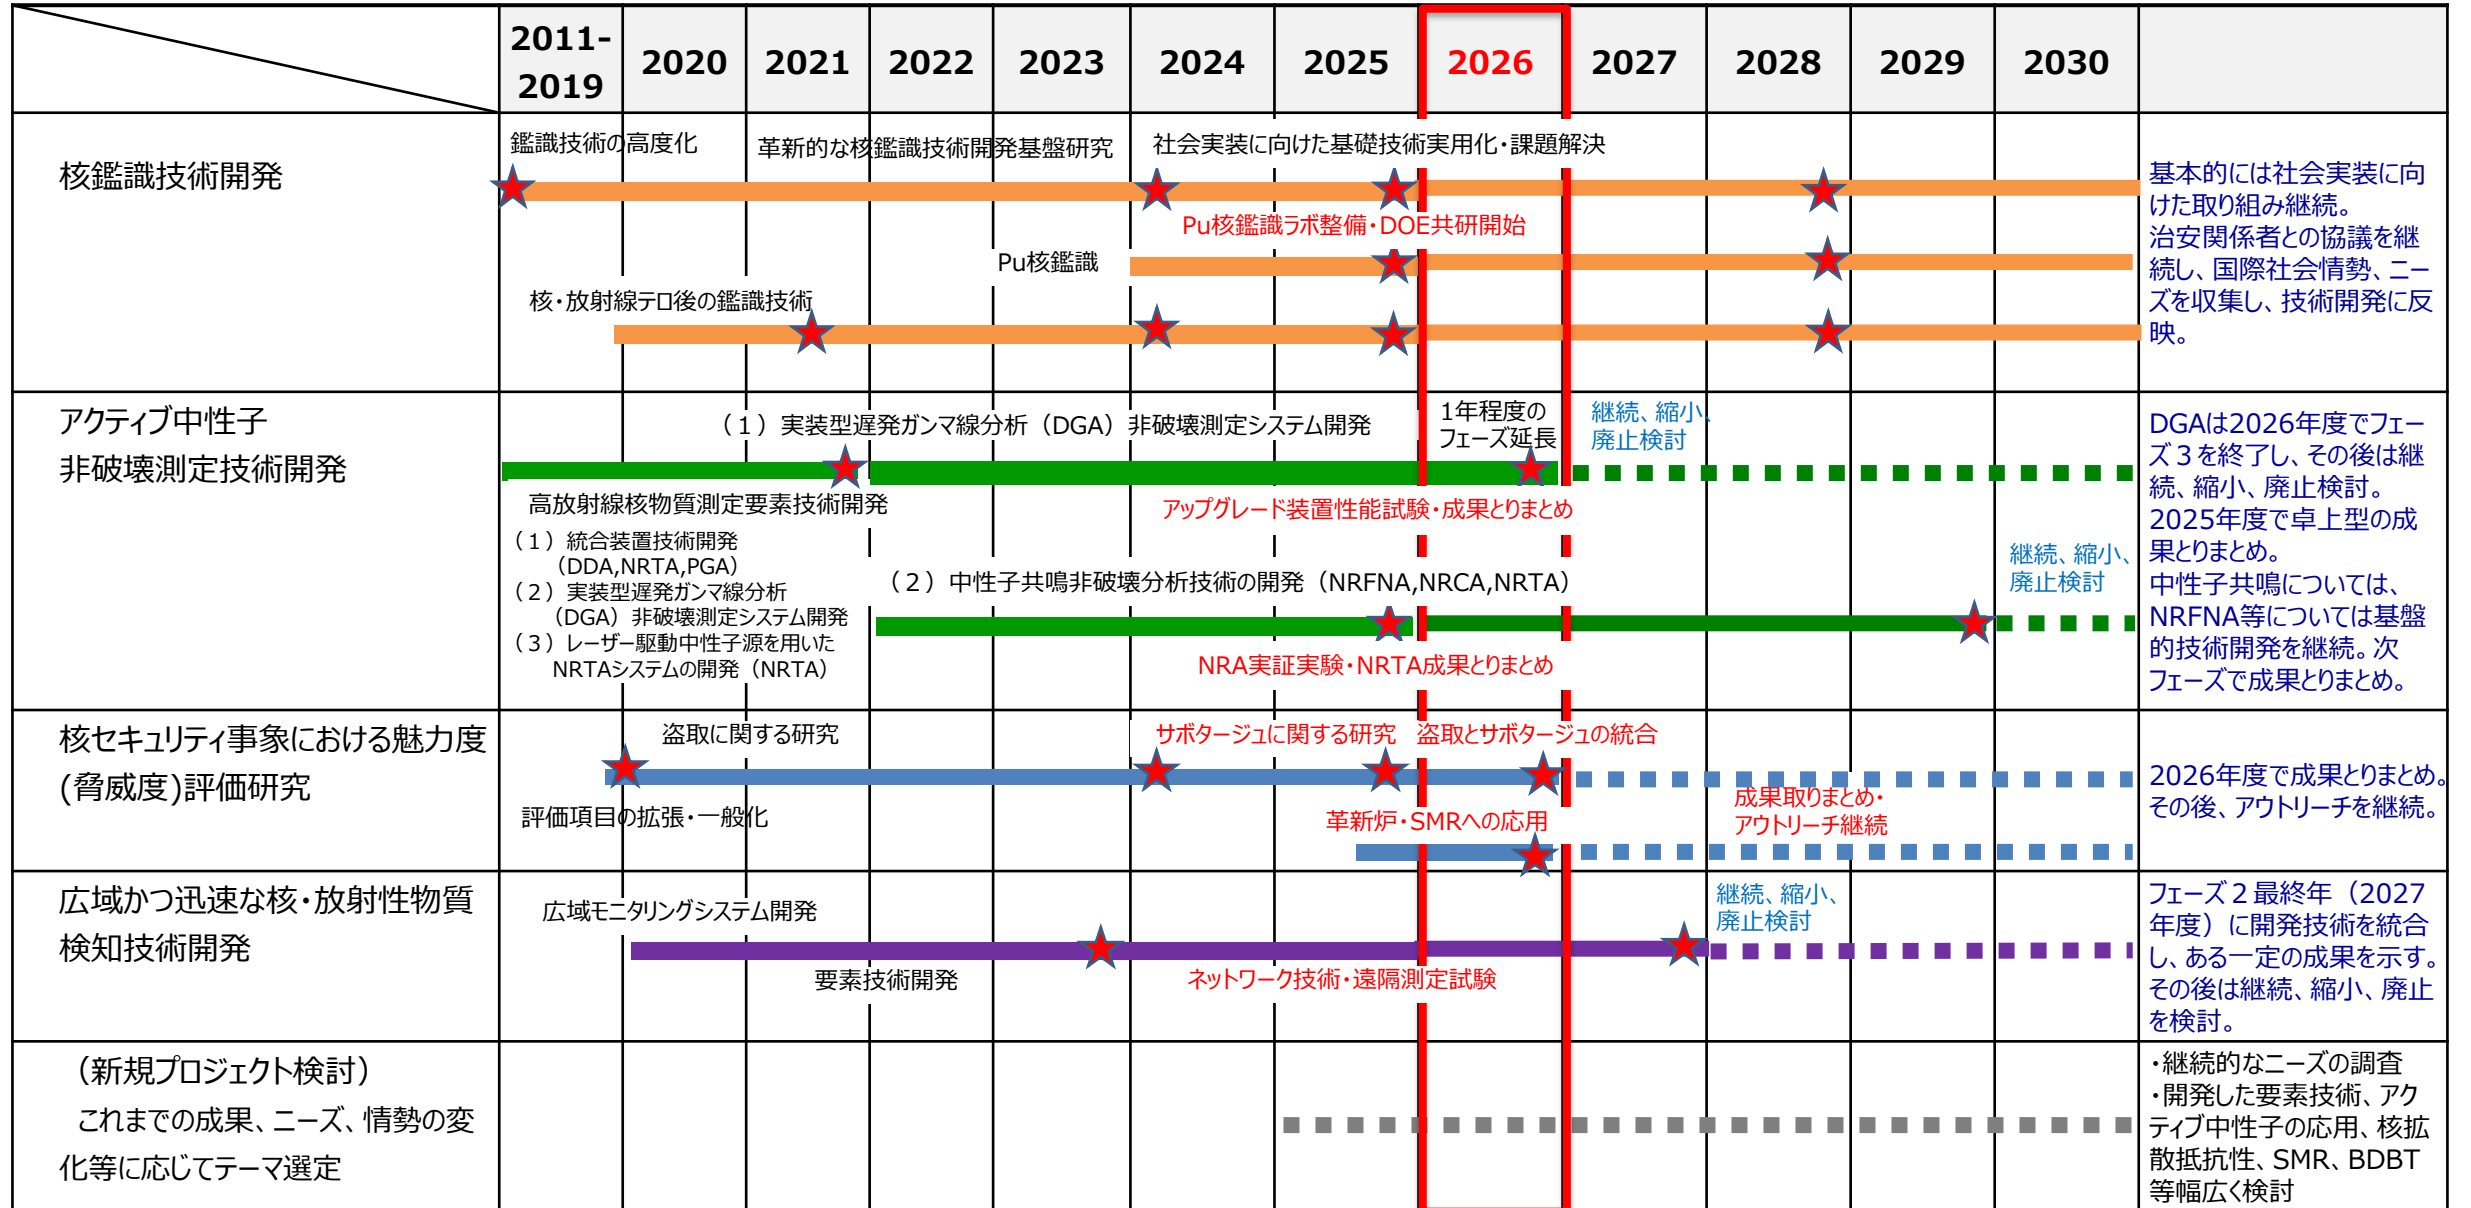 2011-
2019
2020
2021
2022
2023
2024
2025
2026
2027
2028
2029
2030
核鑑識技術開発
鑑識技術の高度化
革新的な核鑑識技術開発基盤研究
社会実装に向けた基礎技術実用化・課題解決
Pu核鑑識ラボ整備・DOE共研開始
Pu核鑑識
核・放射線テロ後の鑑識技術
基本的には社会実装に向
けた取り組み継続。
治安関係者との協議を継
続し、国際社会情勢、ニー
ズを収集し、技術開発に反
映。
アクティブ中性子
非破壊測定技術開発
（１）実装型遅発ガンマ線分析（DGA）非破壊測定システム開発
1年程度の
フェーズ延長
継続、縮小、
廃止検討
高放射線核物質測定要素技術開発
アップグレード装置性能試験・成果とりまとめ
（１）統合装置技術開発
（DDA,NRTA,PGA）
（２）実装型遅発ガンマ線分析
（DGA）非破壊測定システム開発
（３）レーザー駆動中性子源を用いた
NRTAシステムの開発（NRTA）
（２）中性子共鳴非破壊分析技術の開発（NRFNA,NRCA,NRTA）
継続、縮小、
廃止検討
NRA実証実験・NRTA成果とりまとめ
DGAは2026年度でフェー
ズ３を終了し、その後は継
続、縮小、廃止検討。
2025年度で卓上型の成
果とりまとめ。
中性子共鳴については、
NRFNA等については基盤
的技術開発を継続。次
フェーズで成果とりまとめ。
核セキュリティ事象における魅力度
(脅威度)評価研究
盗取に関する研究
サボタージュに関する研究
盗取とサボタージュの統合
評価項目の拡張・一般化
革新炉・SMRへの応用
成果取りまとめ・
アウトリーチ継続
2026年度で成果とりまとめ。
その後、アウトリーチを継続。
広域かつ迅速な核・放射性物質
検知技術開発
広域モニタリングシステム開発
継続、縮小、
廃止検討
要素技術開発
ネットワーク技術・遠隔測定試験
フェーズ２最終年（2027
年度）に開発技術を統合
し、ある一定の成果を示す。
その後は継続、縮小、廃止
を検討。
（新規プロジェクト検討）
これまでの成果、ニーズ、情勢の変
化等に応じてテーマ選定
・継続的なニーズの調査
・開発した要素技術、アク
ティブ中性子の応用、核拡
散抵抗性、SMR、BDBT
等幅広く検討